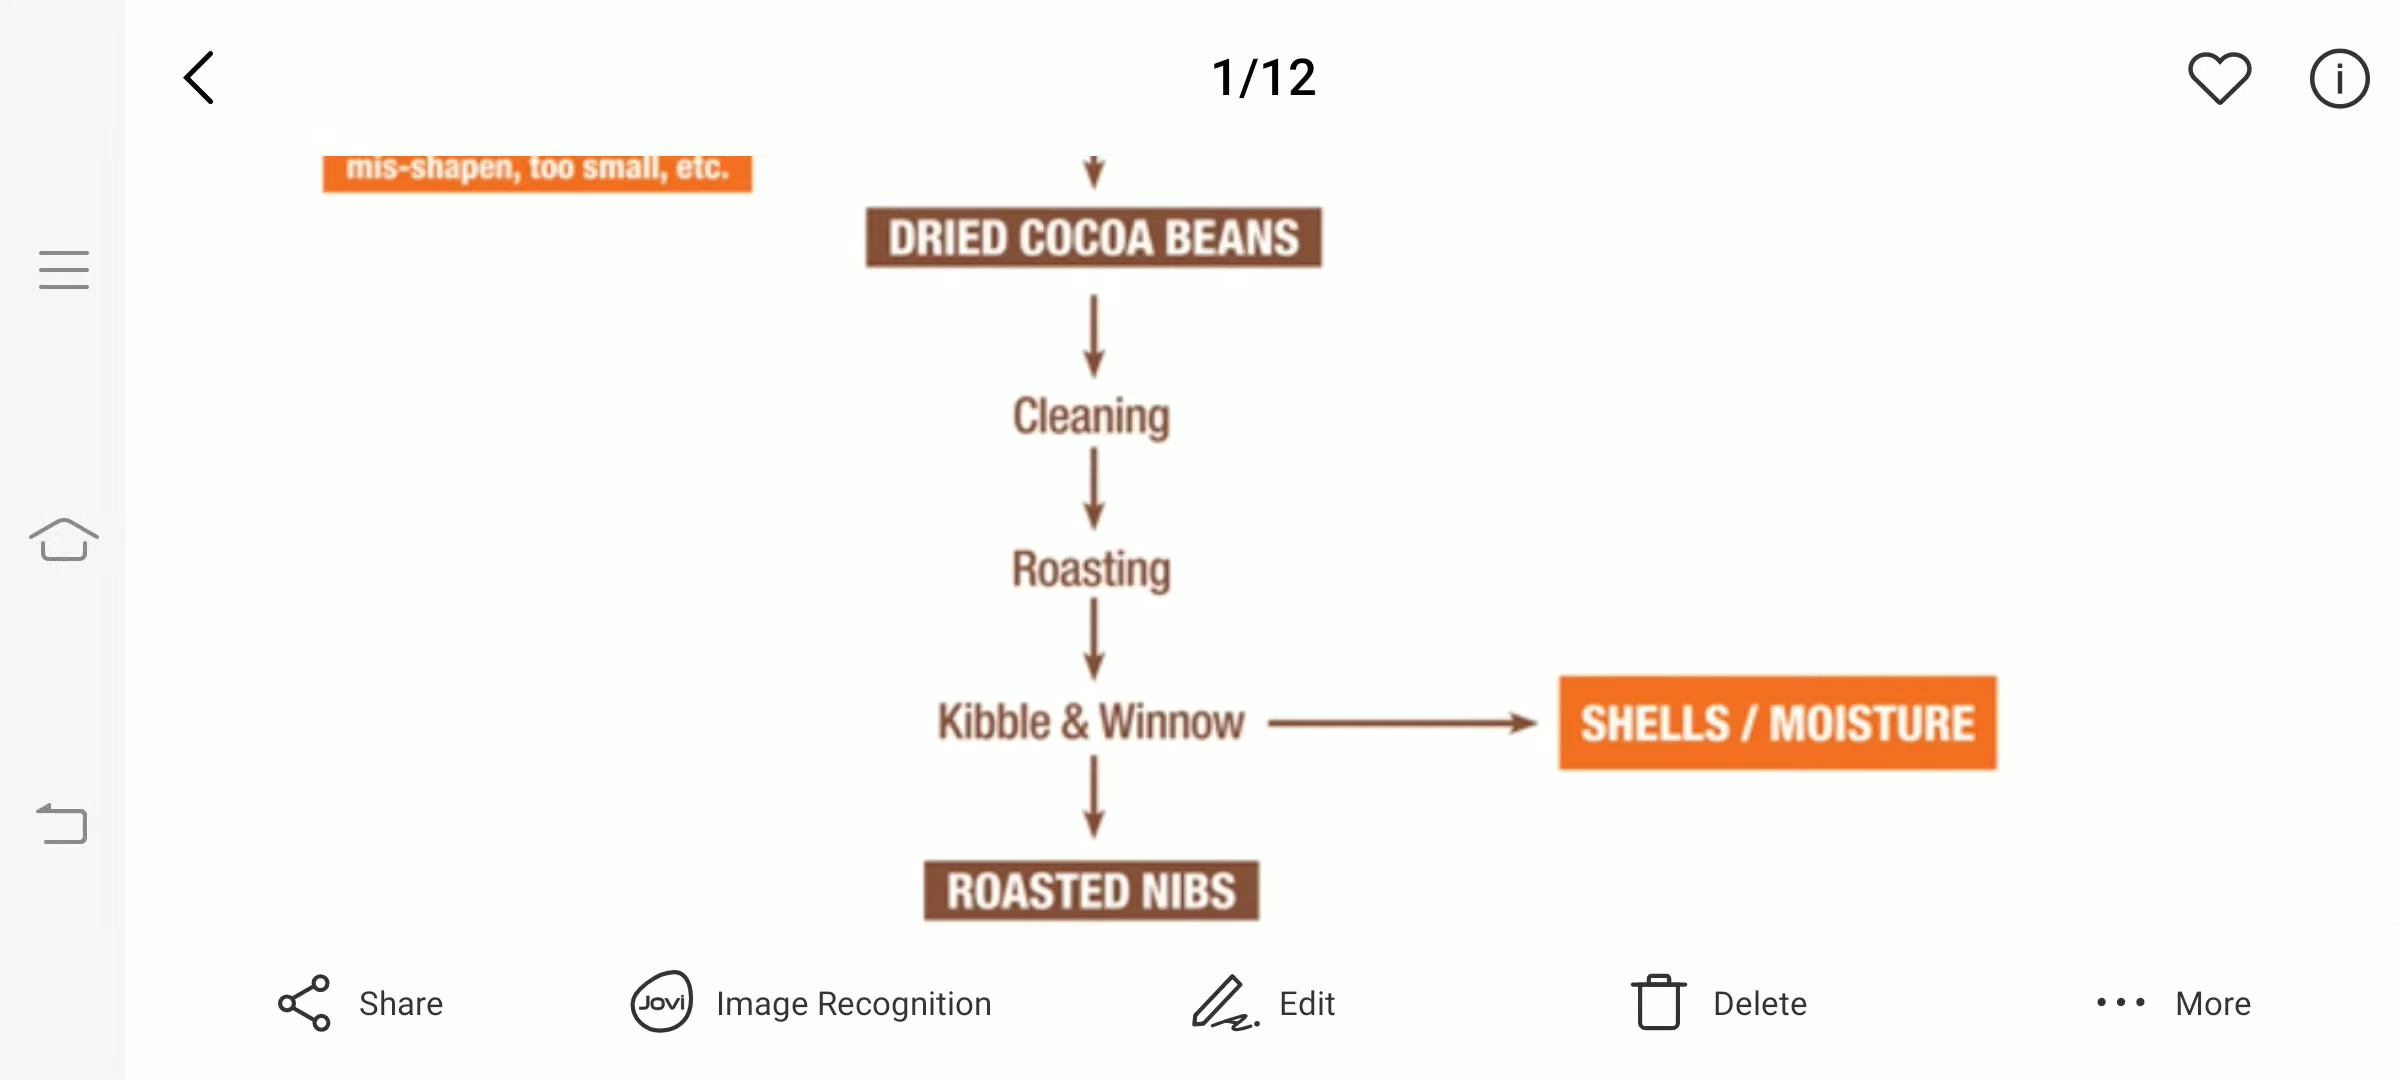 1/12
mis-shapen, too small, etc.
DRIED COCOA BEANS
Cleaning
Roasting
Kibble & Winnow
SHELLS / MOISTURE
ROASTED NIBS
Share
Jovi
Image Recognition
Edit
Delete
More